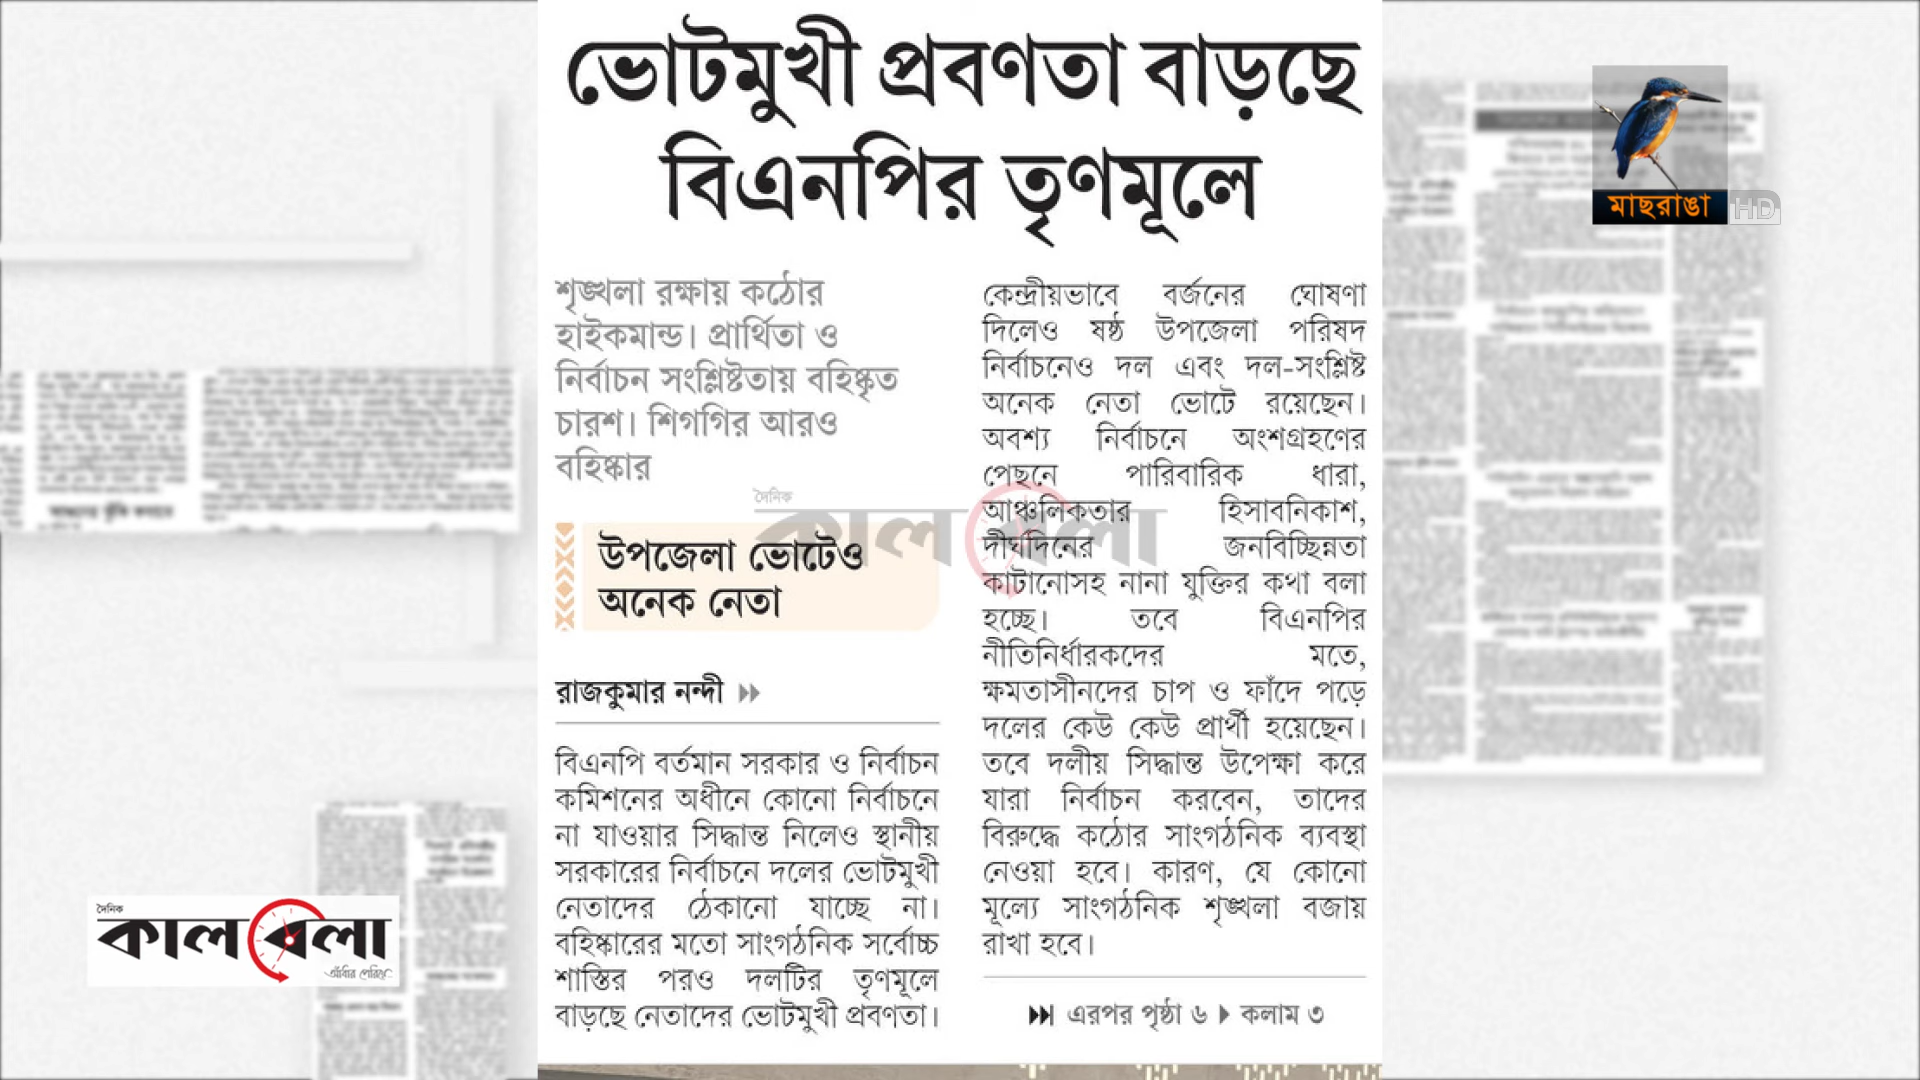 ভোটমুখী প্রবণতা বাড়ছে
বিএনপির তৃণমূলে
শৃঙ্খলা রক্ষায় কঠোর
হাইকমান্ড। প্রার্থিতা ও
নির্বাচন সংশ্লিষ্টতায় বহিষ্কৃত
চারশ। শিগগির আরও
বহিষ্কার
উপজেলা ভোটেও
অনেক নেতা
রাজকুমার নন্দী
বিএনপি বর্তমান সরকার ও নির্বাচন
কমিশনের অধীনে কোনো নির্বাচনে
না যাওয়ার সিদ্ধান্ত নিলেও স্থানীয়
সরকারের নির্বাচনে দলের ভোটমুখী
নেতাদের ঠেকানো যাচ্ছে না।
বহিষ্কারের মতো সাংগঠনিক সর্বোচ্চ
শাস্তির পরও দলটির তৃণমূলে
বাড়ছে নেতাদের ভোটমুখী প্রবণতা।
কেন্দ্রীয়ভাবে বর্জনের ঘোষণা
দিলেও ষষ্ঠ উপজেলা পরিষদ
নির্বাচনেও দল এবং দল-সংশ্লিষ্ট
অনেক নেতা ভোটে রয়েছেন।
অবশ্য নির্বাচনে অংশগ্রহণের
পেছনে পারিবারিক ধারা,
আঞ্চলিকতার হিসাবনিকাশ,
দীর্ঘদিনের জনবিচ্ছিন্নতা
কাটানোসহ নানা যুক্তির কথা বলা
হচ্ছে। তবে বিএনপির
নীতিনির্ধারকদের মতে,
ক্ষমতাসীনদের চাপ ও ফাঁদে পড়ে
দলের কেউ কেউ প্রার্থী হয়েছেন।
তবে দলীয় সিদ্ধান্ত উপেক্ষা করে
যারা নির্বাচন করবেন, তাদের
বিরুদ্ধে কঠোর সাংগঠনিক ব্যবস্থা
নেওয়া হবে। কারণ, যে কোনো
মূল্যে সাংগঠনিক শৃঙ্খলা বজায়
রাখা হবে।
এরপর পৃষ্ঠা ৬ কলাম ৩
দৈনিক
কালবেলা
মাছরাঙা HD
দৈনিক
কালবেলা
আঁধার পেরিয়ে